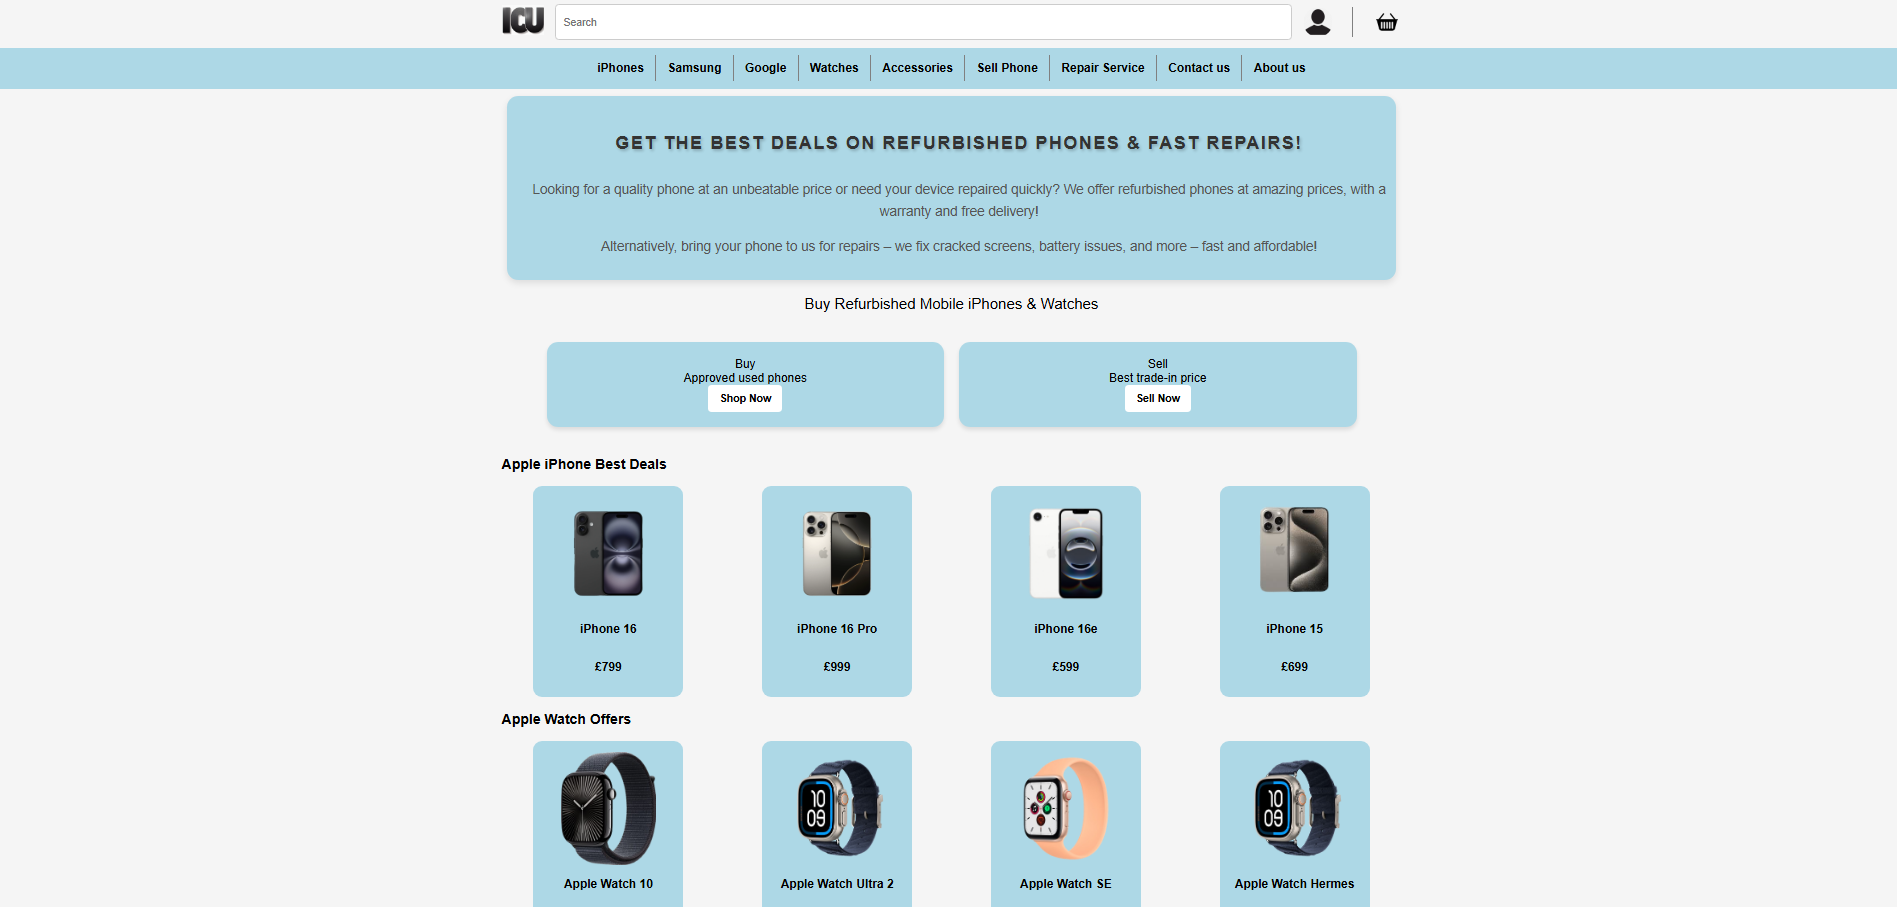 ICU
Search
iPhones Samsung Google Watches Accessories Sell Phone Repair Service Contact us About us
GET THE BEST DEALS ON REFURBISHED PHONES & FAST REPAIRS!
Looking for a quality phone at an unbeatable price or need your device repaired quickly? We offer refurbished phones at amazing prices, with a
warranty and free delivery!
Alternatively, bring your phone to us for repairs – we fix cracked screens, battery issues, and more – fast and affordable!
Buy Refurbished Mobile iPhones & Watches
Buy
Approved used phones
Shop Now
Sell
Best trade-in price
Sell Now
Apple iPhone Best Deals
iPhone 16
£799
iPhone 16 Pro
£999
iPhone 16e
£599
iPhone 15
£699
Apple Watch Offers
Apple Watch 10
10
09
Apple Watch Ultra 2
Apple Watch SE
10
09
Apple Watch Hermes